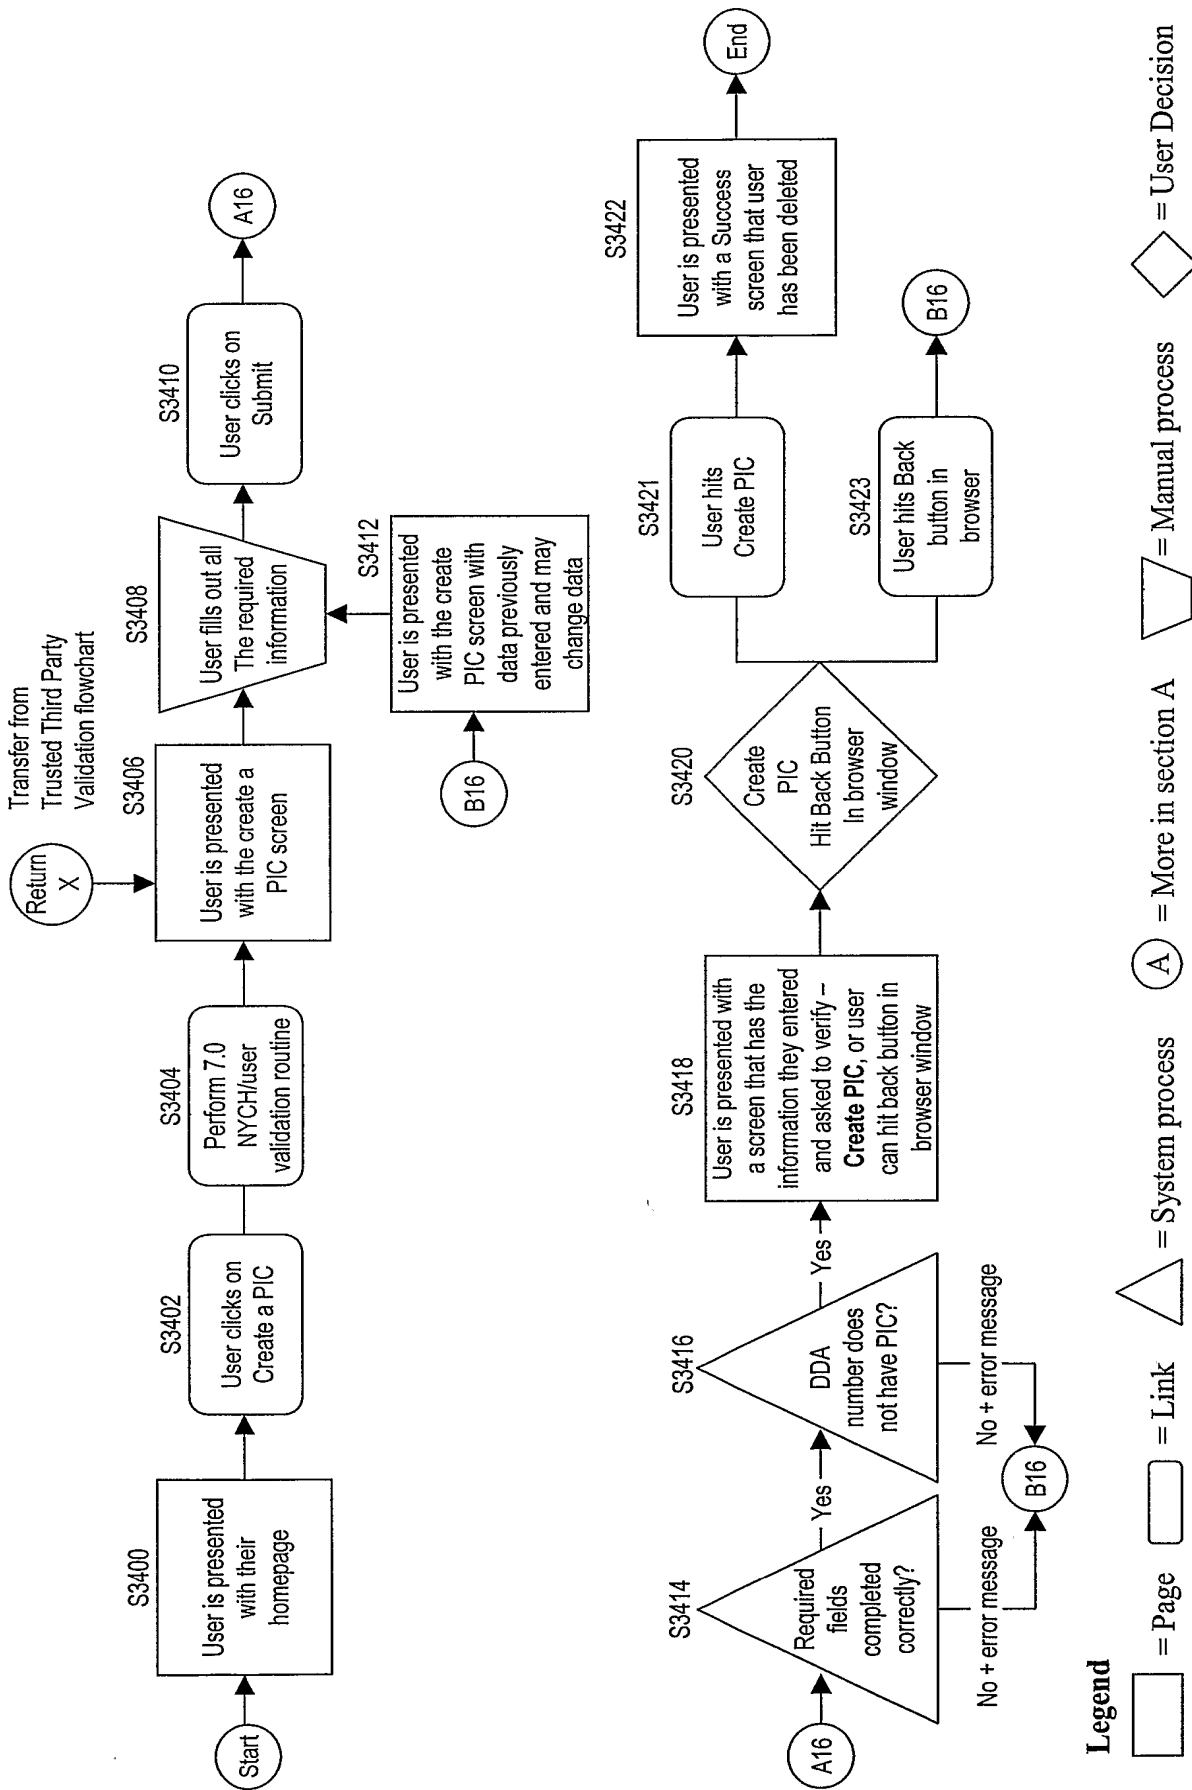 Start
S3400
User is presented
with their
homepage
S3402
User clicks on
Create a PIC
S3404
Perform 7.0
NYCH/user
validation routine
Return
X
Transfer from
Trusted Third Party
Validation flowchart
S3406
User is presented
with the create a
PIC screen
S3408
User fills out all
The required
information
S3410
User clicks on
Submit
A16
B16
S3412
User is presented
with the create
PIC screen with
data previously
entered and may
change data
A16
S3414
Required
fields
completed
correctly?
No + error message
Yes
S3416
DDA
number does
not have PIC?
No + error message
B16
Yes
S3418
User is presented with
a screen that has the
information they entered
and asked to verify –
Create PIC, or user
can hit back button in
browser window
S3420
Create
PIC
Hit Back Button
In browser
window
S3421
User hits
Create PIC
S3422
User is presented
with a Success
screen that user
has been deleted
End
S3423
User hits Back
button in
browser
B16
Legend
= Page
= Link
= System process
A = More in section A
= Manual process
= User Decision